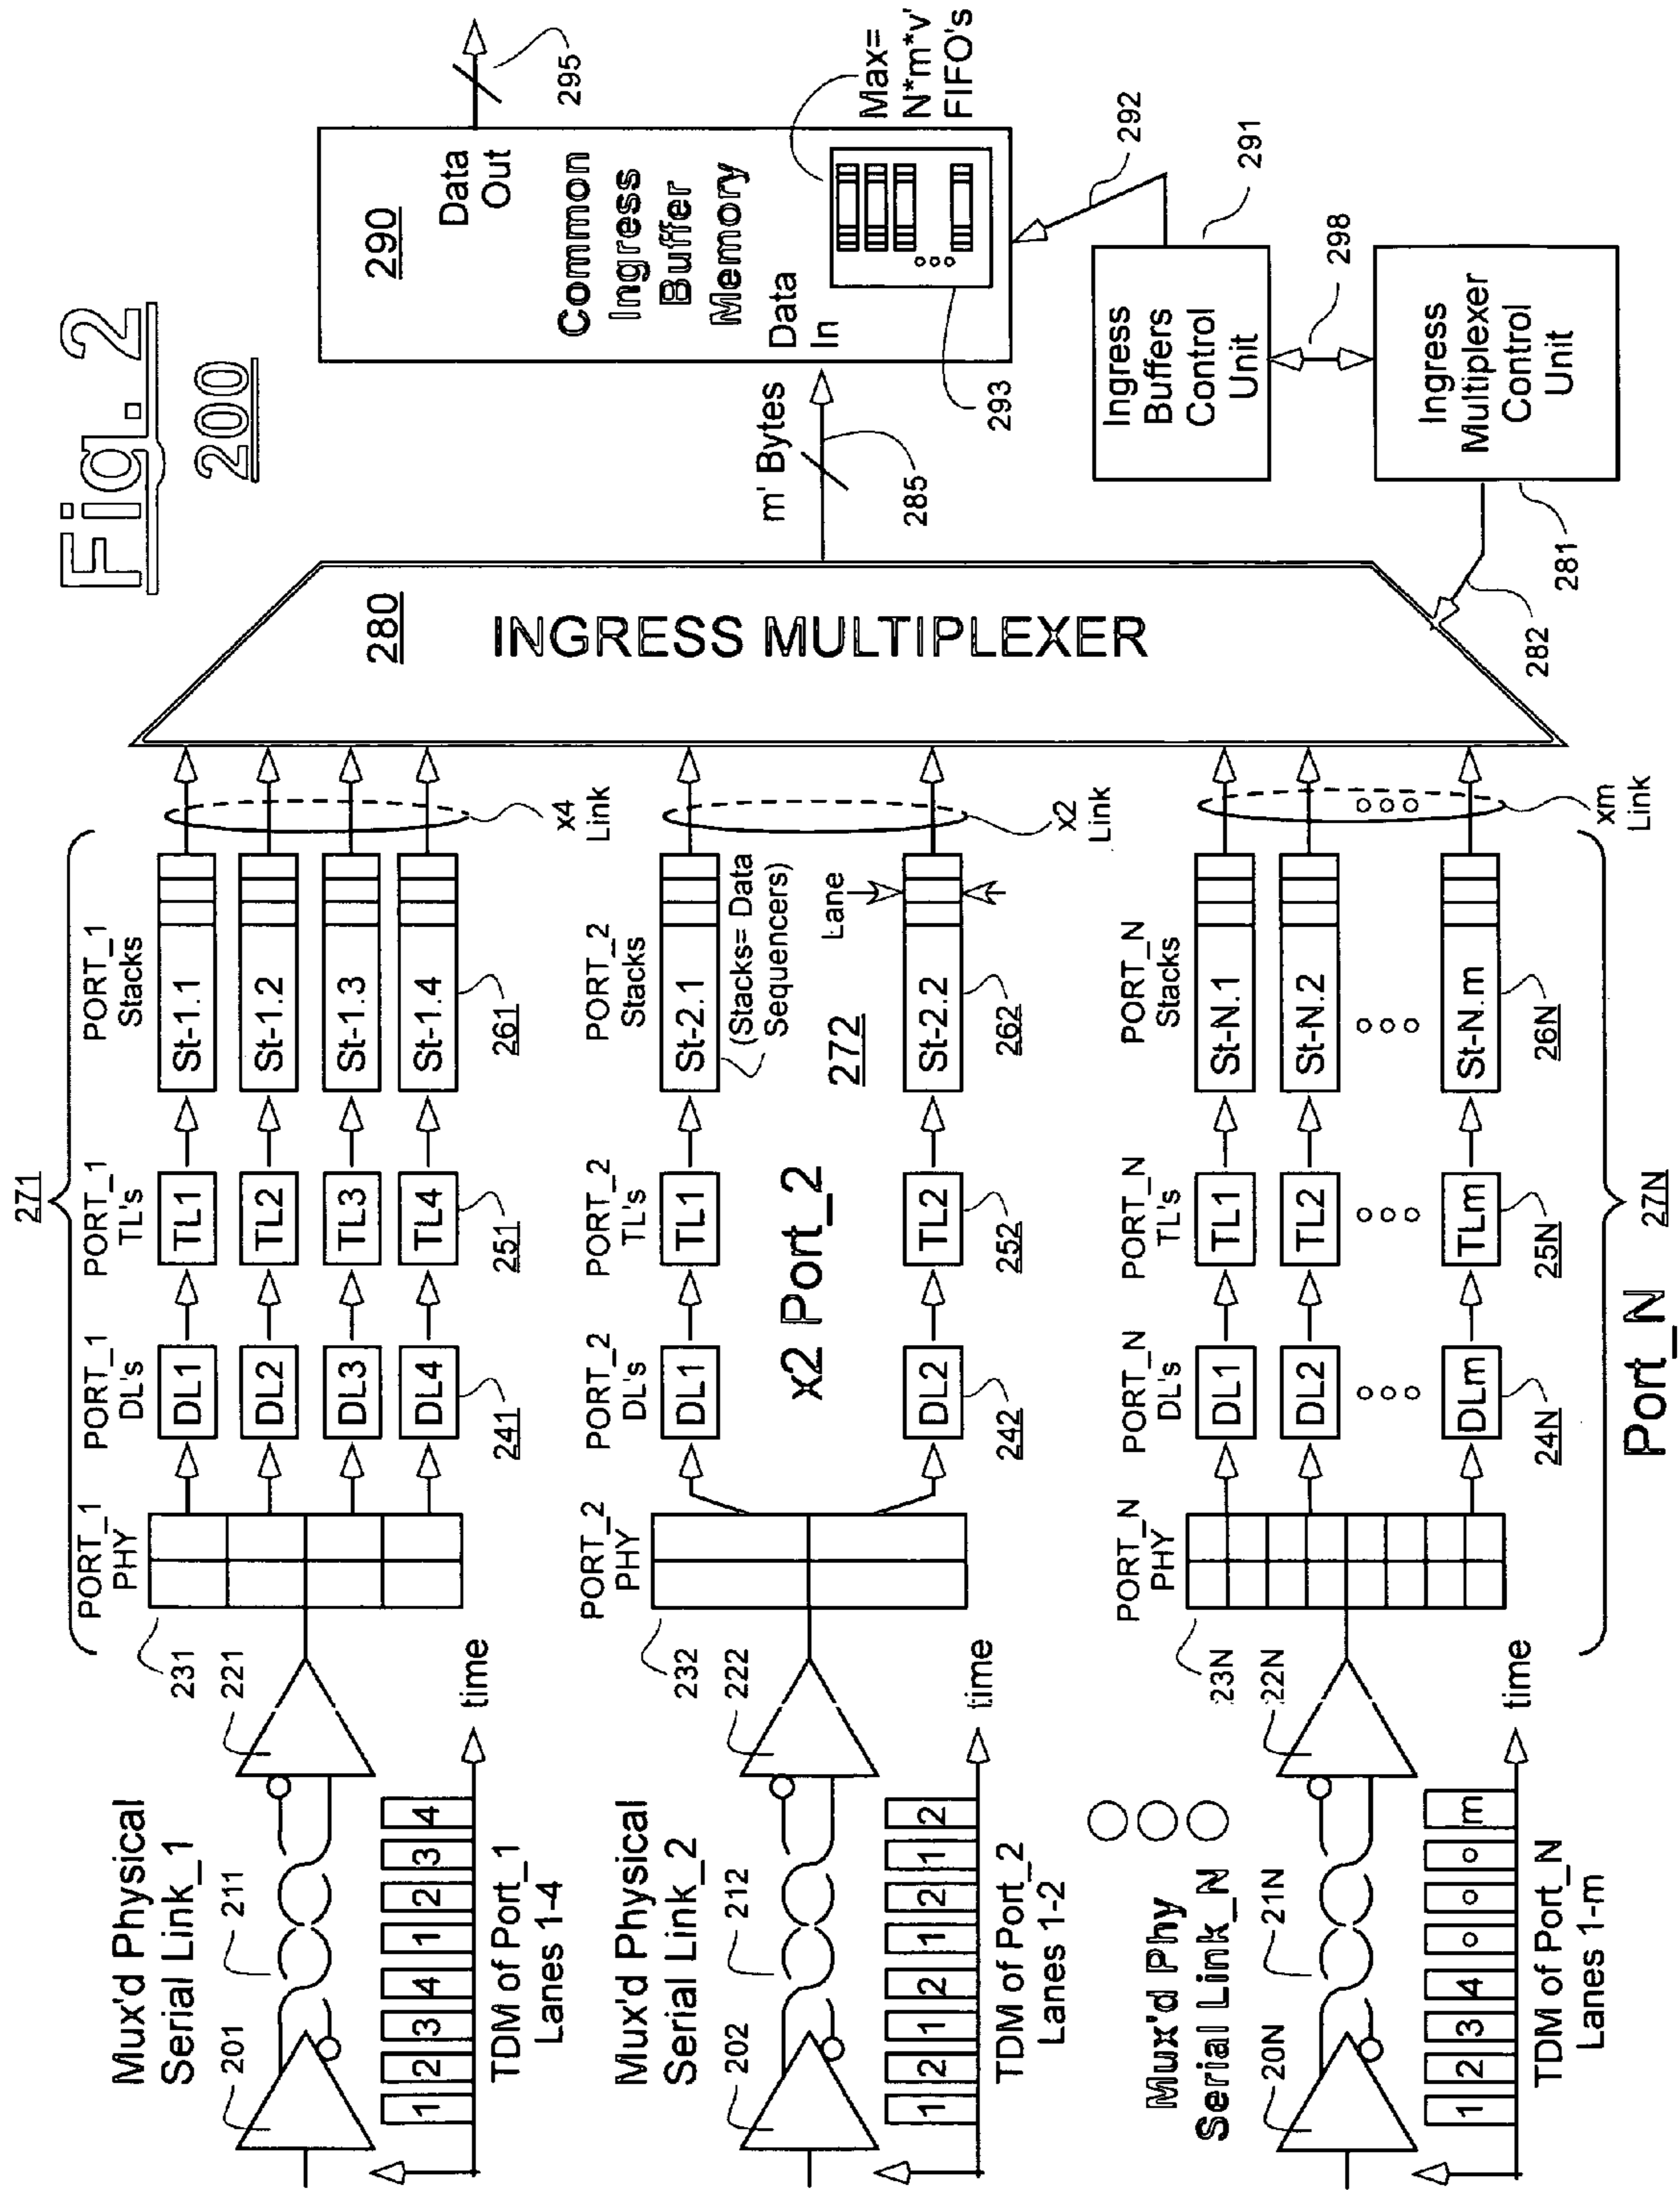 Fig. 2
200
271
PORT_1
PHY
PORT_1
DL's
PORT_1
TL's
PORT_1
Stacks
Mux'd Physical
Serial Link_1
201
211
221
231
DL1
TL1
St-1.1
DL2
TL2
St-1.2
DL3
TL3
St-1.3
DL4
TL4
St-1.4
241
251
261
x4
Link
1
2
3
4
1
2
3
4
time
TDM of Port_1
Lanes 1-4
Mux'd Physical
Serial Link_2
202
212
222
232
PORT_2
PHY
PORT_2
DL's
PORT_2
TL's
PORT_2
Stacks
DL1
TL1
St-2.1
(Stacks= Data
Sequencers)
x2 Port_2
272
Lane
DL2
TL2
St-2.2
242
252
262
x2
Link
1
2
1
2
1
2
1
2
time
TDM of Port_2
Lanes 1-2
Mux'd Phy
Serial Link_N
20N
21N
22N
23N
PORT_N
PHY
PORT_N
DL's
PORT_N
TL's
PORT_N
Stacks
DL1
TL1
St-N.1
DL2
TL2
St-N.2
DLm
TLm
St-N.m
24N
25N
26N
xm
Link
1
2
3
4
m
time
TDM of Port_N
Lanes 1-m
Port_N
27N
280
INGRESS MULTIPLEXER
m' Bytes
285
290
Data
Out
295
Common
Ingress
Buffer
Memory
Data
In
293
Max=
N*m*v'
FIFO's
292
Ingress
Buffers
Control
Unit
291
298
Ingress
Multiplexer
Control
Unit
281
282